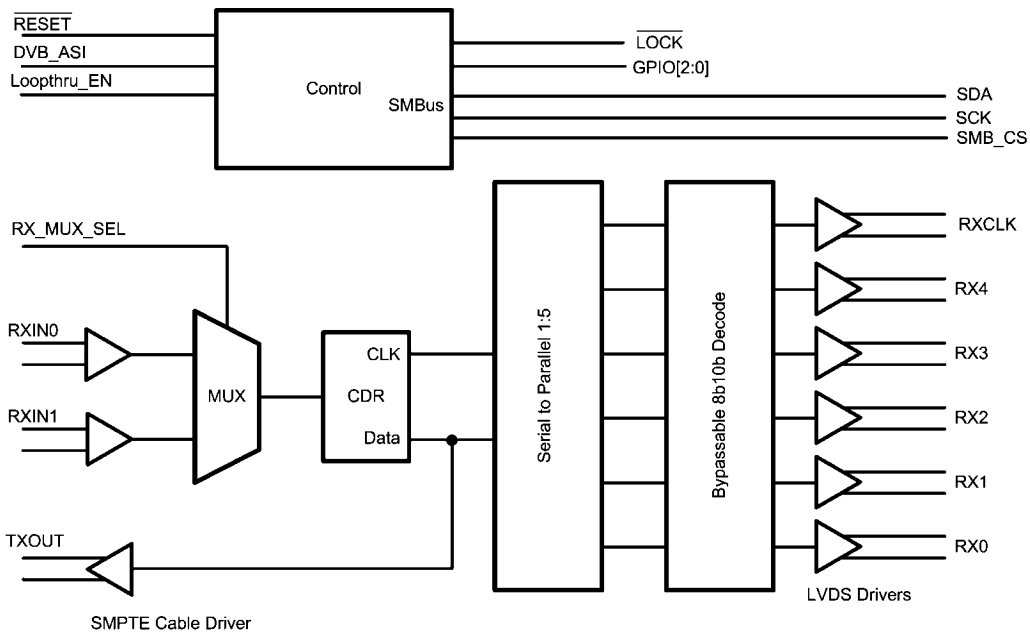 RESET
DVB_ASI
Loopthru_EN
Control
SMBus
LOCK
GPIO[2:0]
SDA
SCK
SMB_CS
RX_MUX_SEL
RXIN0
RXIN1
MUX
CLK
CDR
Data
Serial to Parallel 1:5
Bypassable 8b10b Decode
RXCLK
RX4
RX3
RX2
RX1
RX0
TXOUT
SMPTE Cable Driver
LVDS Drivers